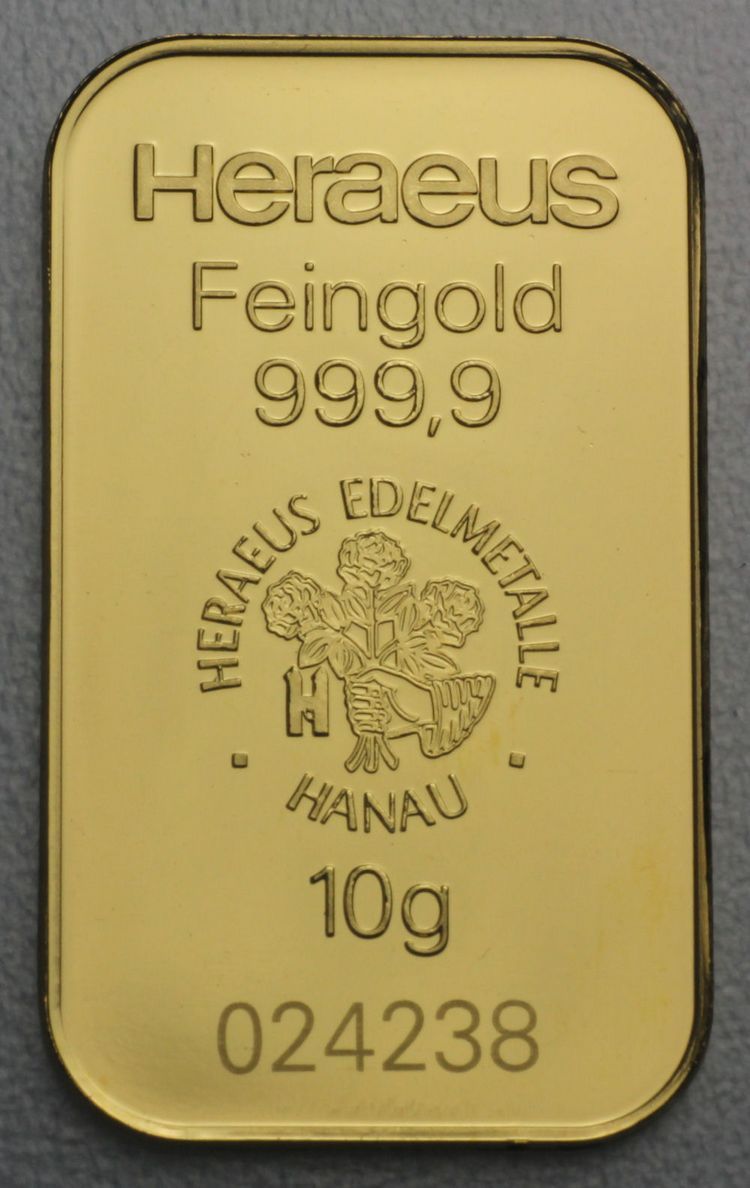 Heraeus
Feingold
999,9
HERAEUS EDELMETALLE
H
HANAU
10g
024238